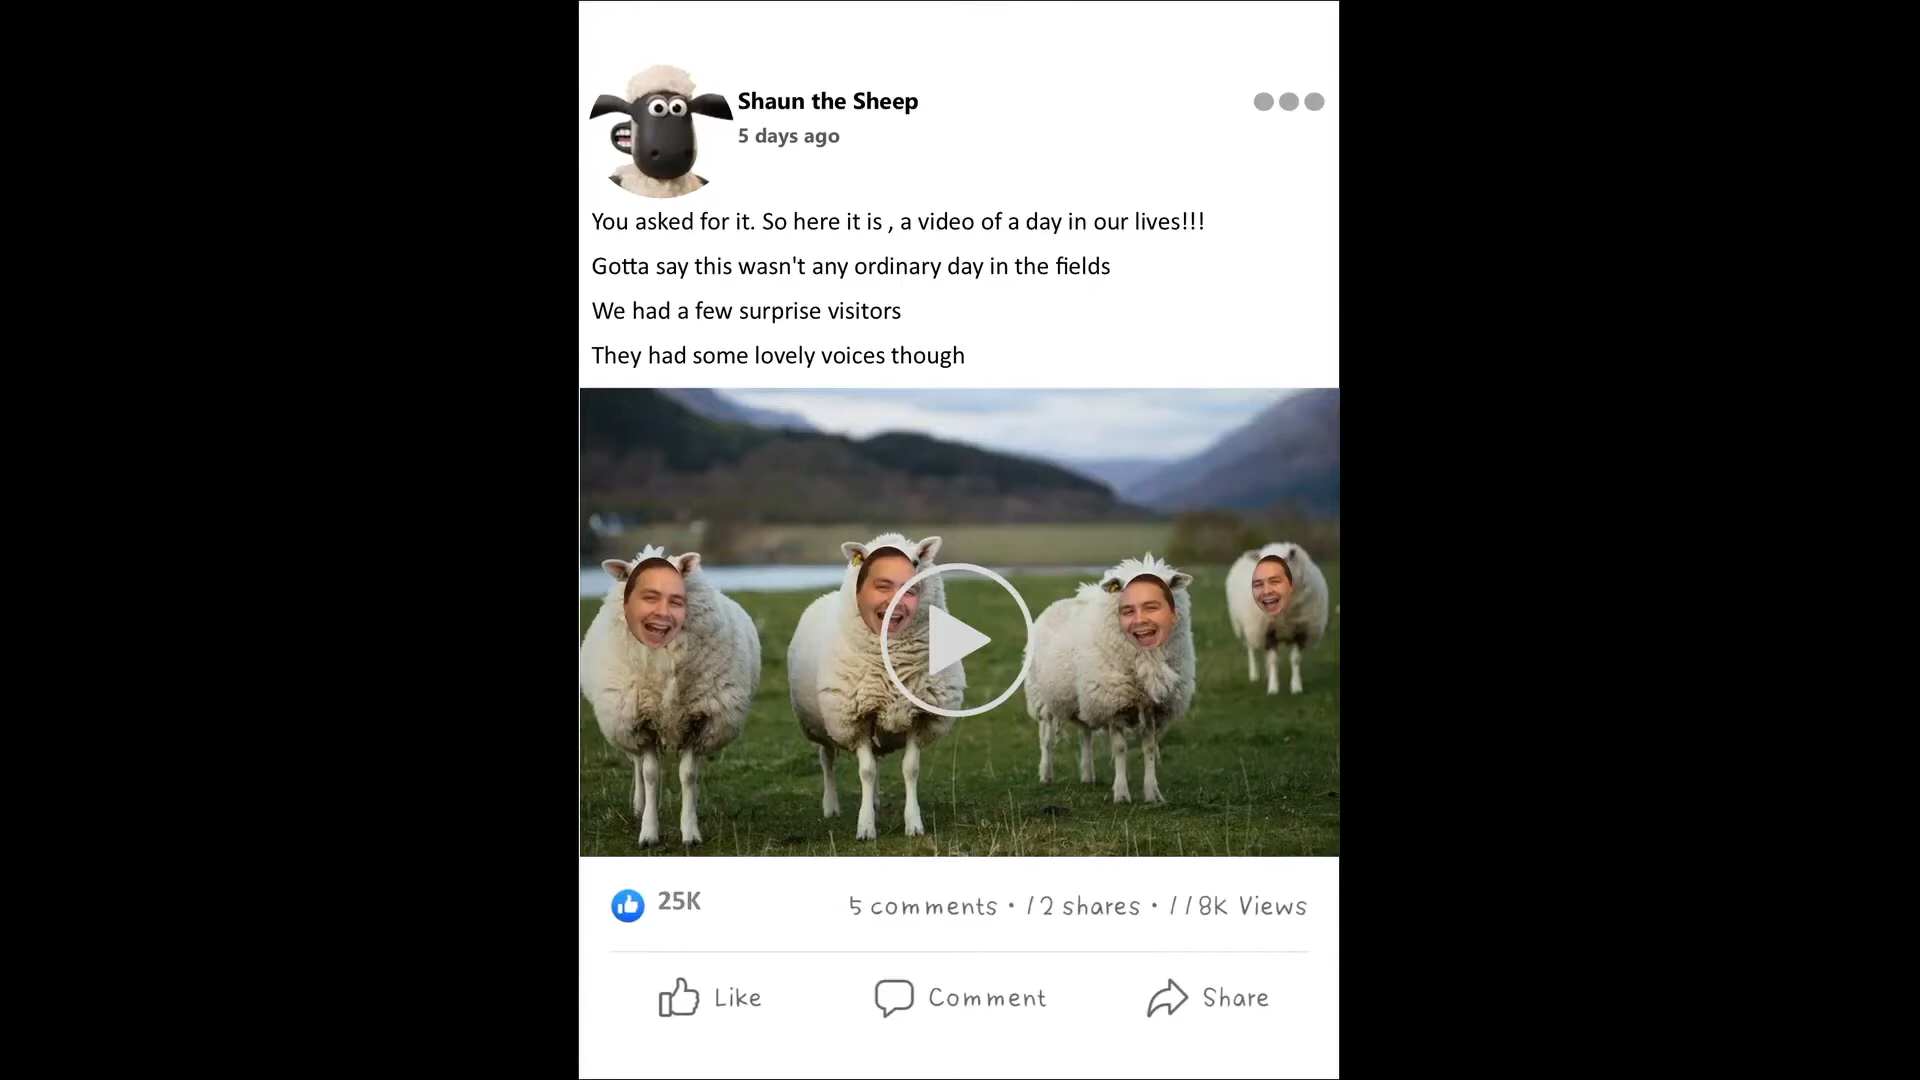 Shaun the Sheep
5 days ago
You asked for it. So here it is , a video of a day in our lives!!!
Gotta say this wasn't any ordinary day in the fields
We had a few surprise visitors
They had some lovely voices though
25K
5 comments • 12 shares • 118K Views
Like
Comment
Share